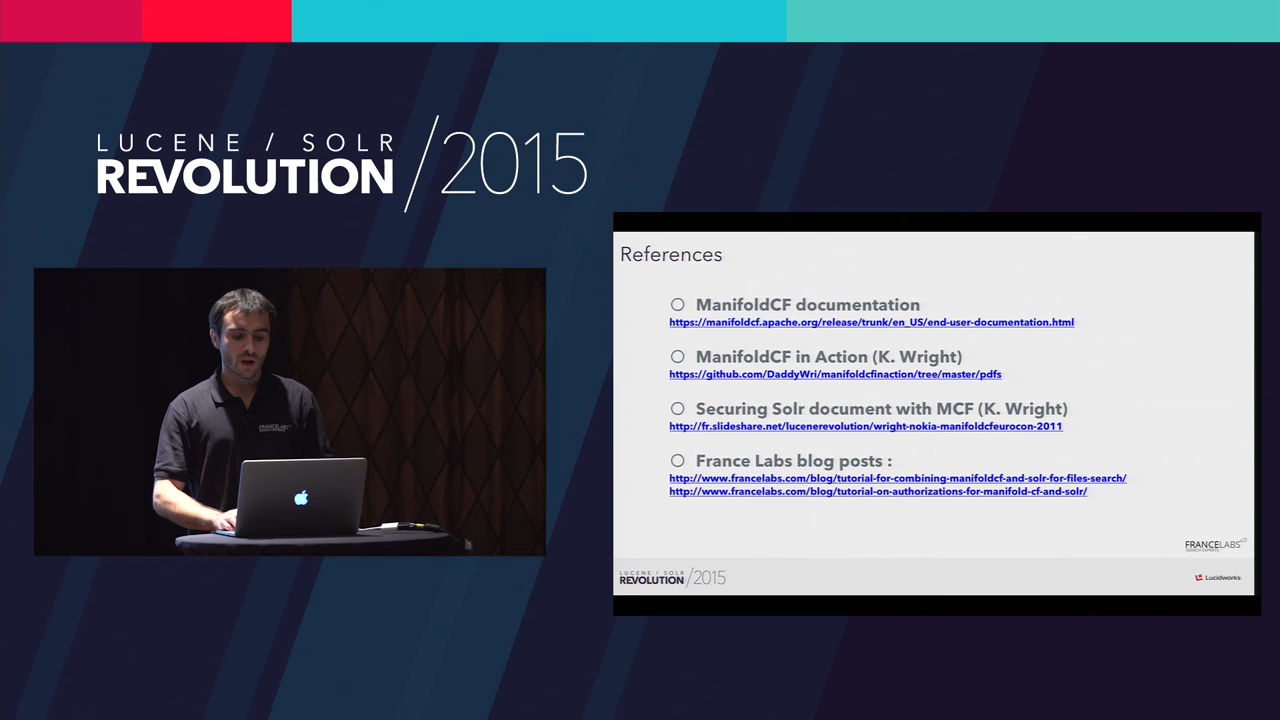 LUCENE / SOLR
REVOLUTION /2015
References
ManifoldCF documentation
https://manifoldcf.apache.org/release/trunk/en_US/end-user-documentation.html
ManifoldCF in Action (K. Wright)
https://github.com/DaddyWri/manifoldcfinaction/tree/master/pdfs
Securing Solr document with MCF (K. Wright)
http://fr.slideshare.net/lucenerevolution/wright-nokia-manifoldcfeurocon-2011
France Labs blog posts :
http://www.francelabs.com/blog/tutorial-for-combining-manifoldcf-and-solr-for-files-search/
http://www.francelabs.com/blog/tutorial-on-authorizations-for-manifold-cf-and-solr/
FRANCELABS
SEARCH EXPERTS
LUCENE / SOLR
REVOLUTION /2015
Lucidworks
FRANCELABS